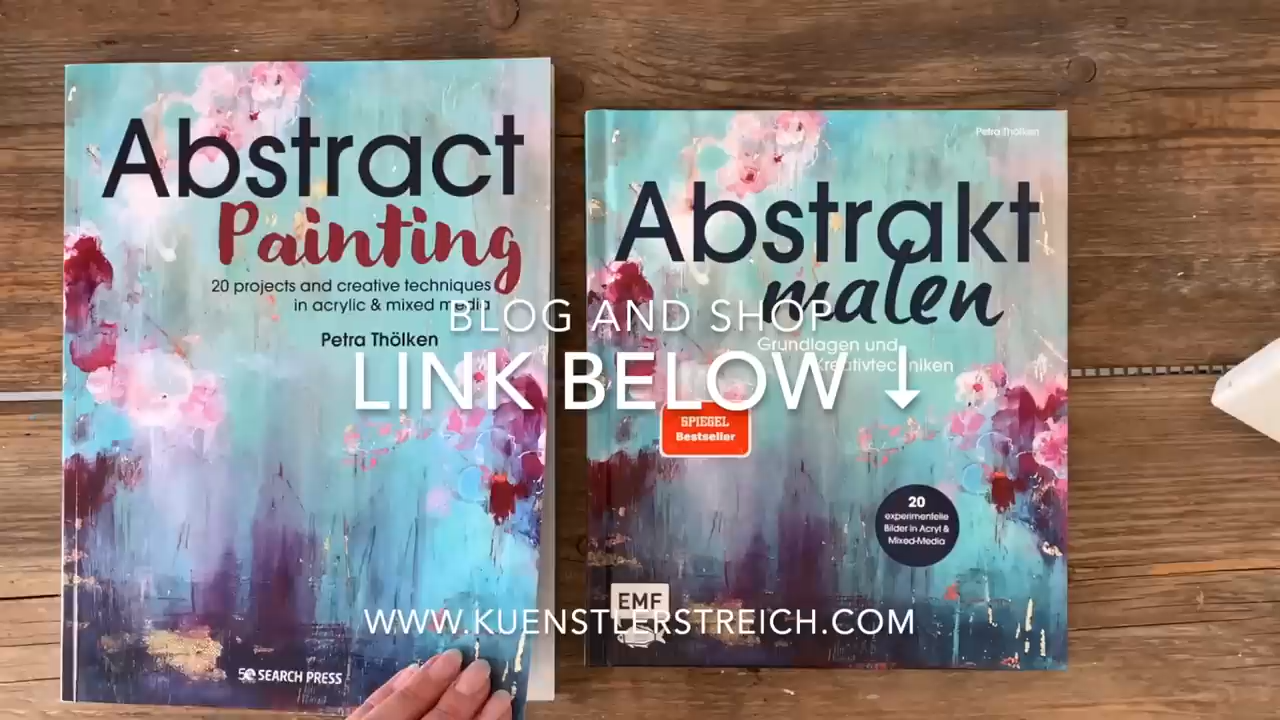 Abstract
Painting
20 projects and creative techniques
in acrylic & mixed media
Petra Thölken
SEARCH PRESS
Petra Thölken
Abstrakt
malen
Grundlagen und
Kreativtechniken
SPIEGEL
Bestseller
20
experimentelle
Bilder in Acryl &
Mixed-Media
EMF
BLOG AND SHOP
LINK BELOW ↓
WWW.KUENSTLERSTREICH.COM